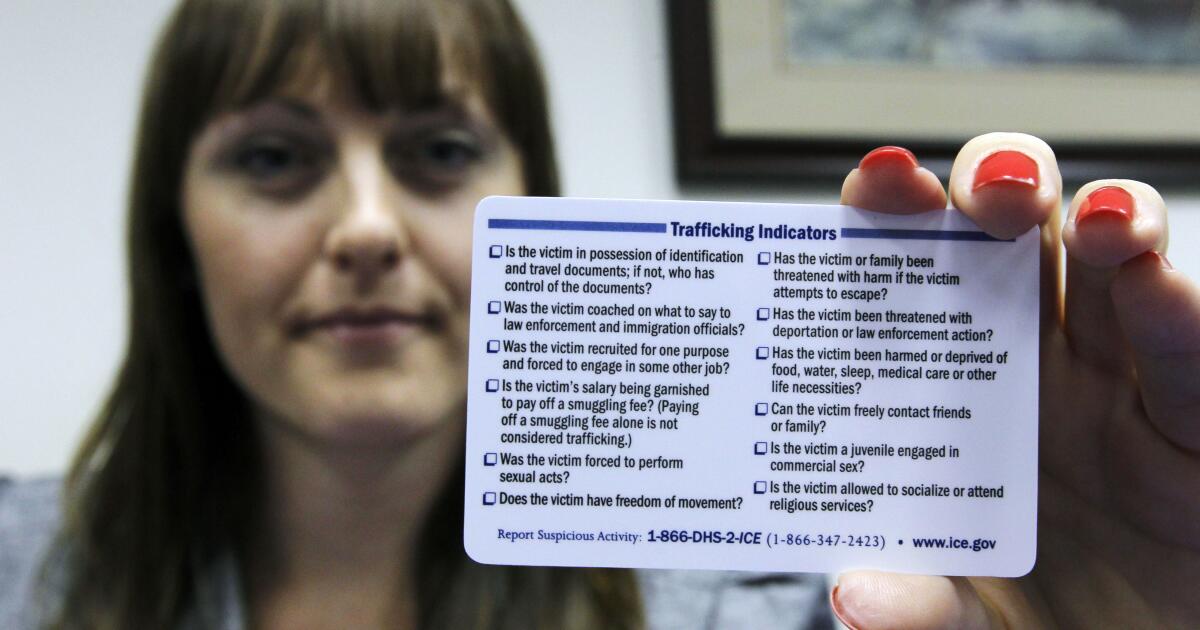 Trafficking Indicators
Is the victim in possession of identification
and travel documents; if not, who has
control of the documents?
Was the victim coached on what to say to
law enforcement and immigration officials?
Was the victim recruited for one purpose
and forced to engage in some other job?
Is the victim's salary being garnished
to pay off a smuggling fee? (Paying
off a smuggling fee alone is not
considered trafficking.)
Was the victim forced to perform
sexual acts?
Does the victim have freedom of movement?
Has the victim or family been
threatened with harm if the victim
attempts to escape?
Has the victim been threatened with
deportation or law enforcement action?
Has the victim been harmed or deprived of
food, water, sleep, medical care or other
life necessities?
Can the victim freely contact friends
or family?
Is the victim a juvenile engaged in
commercial sex?
Is the victim allowed to socialize or attend
religious services?
Report Suspicious Activity: 1-866-DHS-2-ICE (1-866-347-2423) • www.ice.gov